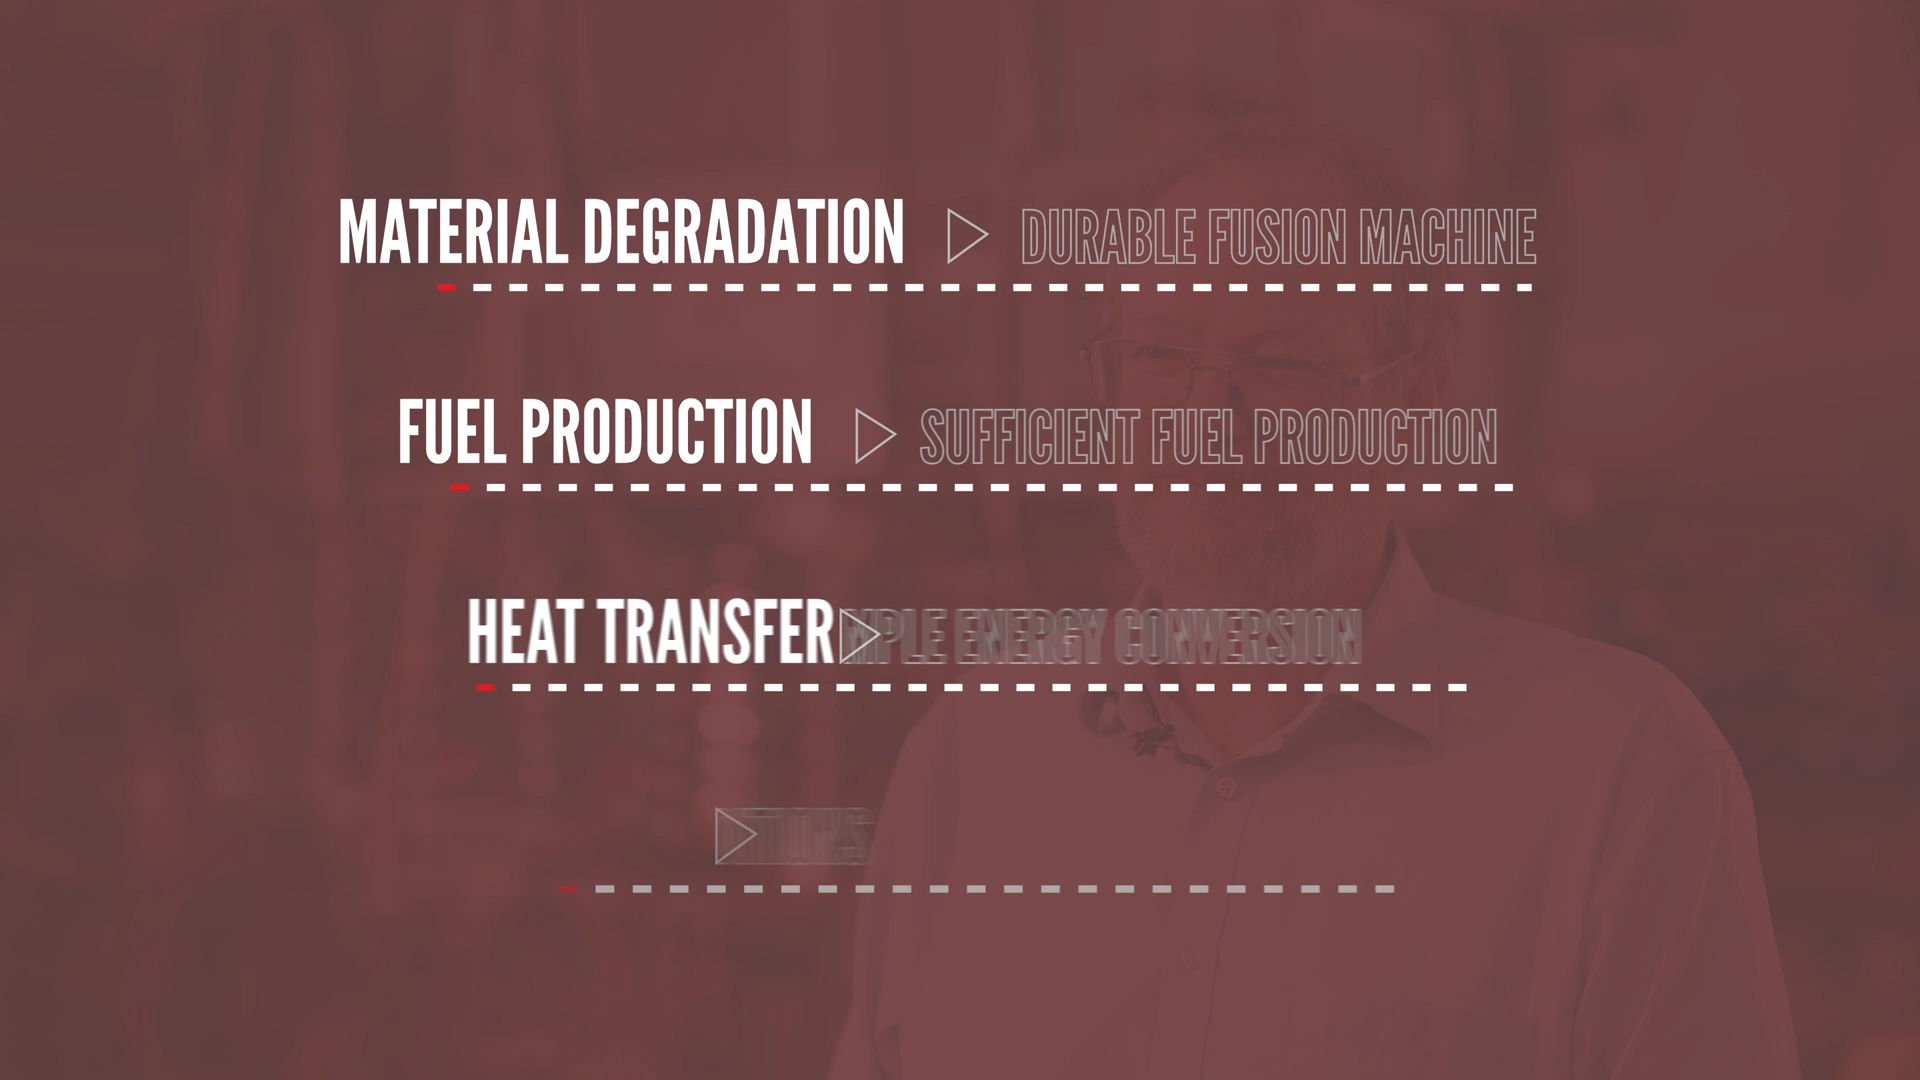 MATERIAL DEGRADATION DURABLE FUSION MACHINE
FUEL PRODUCTION SUFFICIENT FUEL PRODUCTION
HEAT TRANSFER ENERGY CONVERSION